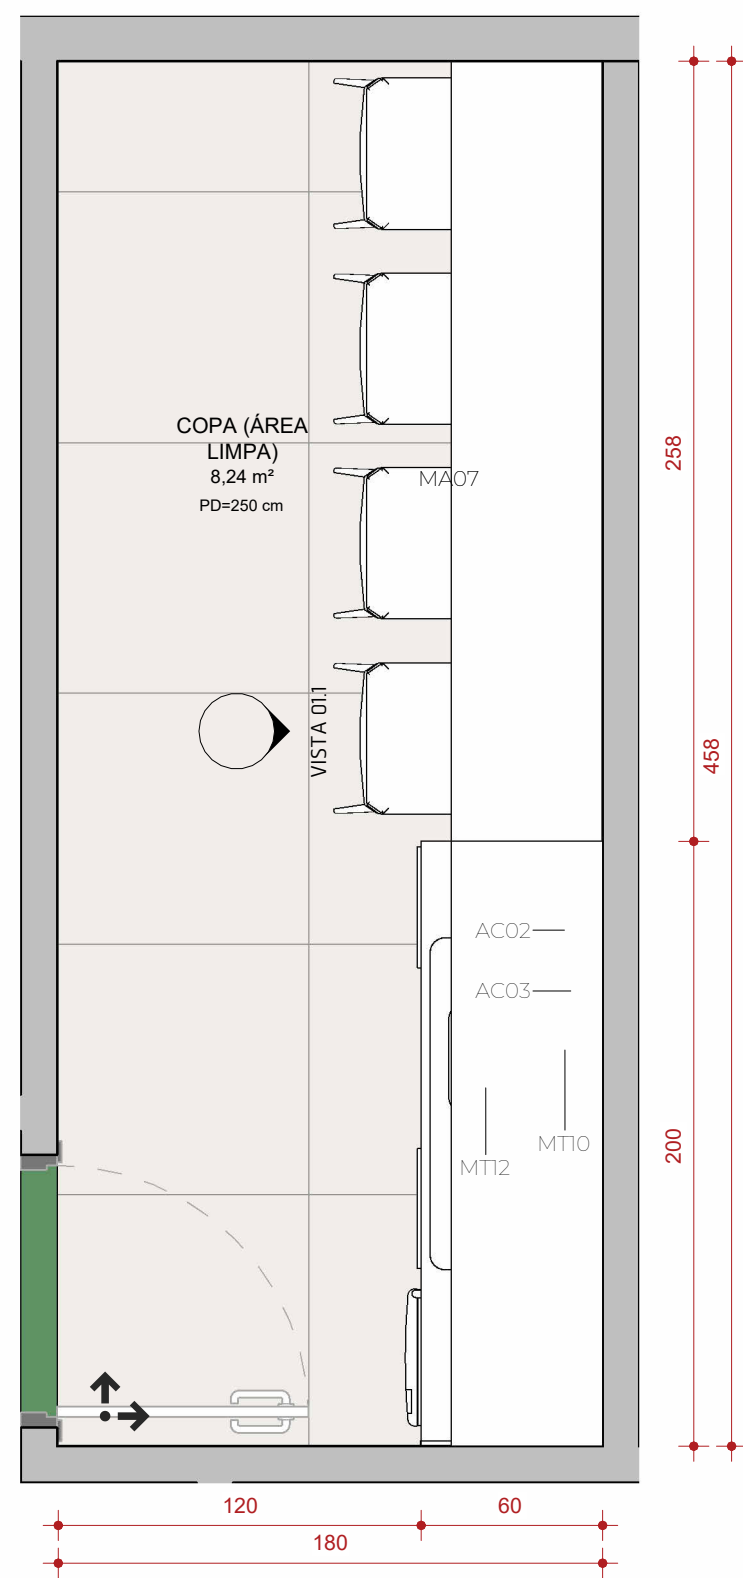 COPA (ÁREA
LIMPA)
8,24 m²
PD=250 cm
MA07
258
VISTA 01.1
458
AC02
AC03
MT10
MT12
200
120
60
180